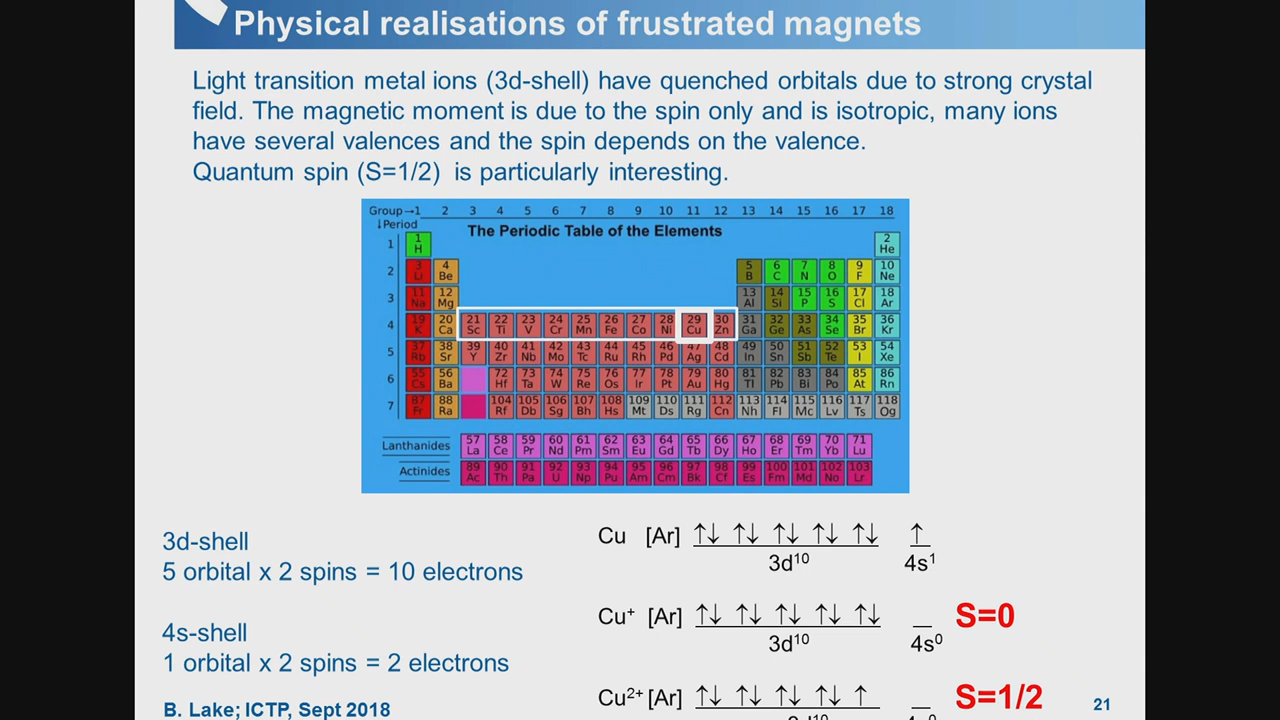 Physical realisations of frustrated magnets
Light transition metal ions (3d-shell) have quenched orbitals due to strong crystal
field. The magnetic moment is due to the spin only and is isotropic, many ions
have several valences and the spin depends on the valence.
Quantum spin (S=1/2) is particularly interesting.
Group→1 2 3 4 5 6 7 8 9 10 11 12 13 14 15 16 17 18
↓Period
The Periodic Table of the Elements
1 1 2
H He
2 3 4 5 6 7 8 9 10
Li Be B C N O F Ne
3 11 12 13 14 15 16 17 18
Na Mg Al Si P S Cl Ar
4 19 20 21 22 23 24 25 26 27 28 29 30 31 32 33 34 35 36
K Ca Sc Ti V Cr Mn Fe Co Ni Cu Zn Ga Ge As Se Br Kr
5 37 38 39 40 41 42 43 44 45 46 47 48 49 50 51 52 53 54
Rb Sr Y Zr Nb Mo Tc Ru Rh Pd Ag Cd In Sn Sb Te I Xe
6 55 56 72 73 74 75 76 77 78 79 80 81 82 83 84 85 86
Cs Ba Hf Ta W Re Os Ir Pt Au Hg Tl Pb Bi Po At Rn
7 87 88 104 105 106 107 108 109 110 111 112 113 114 115 116 117 118
Fr Ra Rf Db Sg Bh Hs Mt Ds Rg Cn Nh Fl Mc Lv Ts Og
Lanthanides 57 58 59 60 61 62 63 64 65 66 67 68 69 70 71
La Ce Pr Nd Pm Sm Eu Gd Tb Dy Ho Er Tm Yb Lu
Actinides 89 90 91 92 93 94 95 96 97 98 99 100 101 102 103
Ac Th Pa U Np Pu Am Cm Bk Cf Es Fm Md No Lr
3d-shell
5 orbital x 2 spins = 10 electrons
4s-shell
1 orbital x 2 spins = 2 electrons
Cu [Ar] ↑↓ ↑↓ ↑↓ ↑↓ ↑↓ ↑
3d¹⁰ 4s¹
Cu⁺ [Ar] ↑↓ ↑↓ ↑↓ ↑↓ ↑↓ S=0
3d¹⁰ 4s⁰
Cu²⁺ [Ar] ↑↓ ↑↓ ↑↓ ↑↓ ↑ S=1/2
B. Lake; ICTP, Sept 2018
21